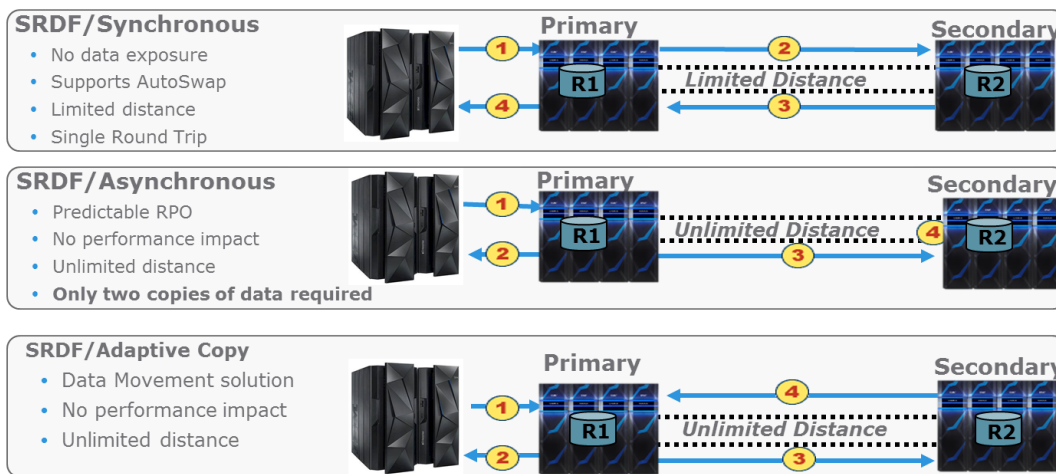 SRDF/Synchronous
• No data exposure
• Supports AutoSwap
• Limited distance
• Single Round Trip
Primary
Secondary
1
2
R1
Limited Distance
R2
4
3
SRDF/Asynchronous
• Predictable RPO
• No performance impact
• Unlimited distance
• Only two copies of data required
Primary
Secondary
1
R1
Unlimited Distance
4
R2
2
3
SRDF/Adaptive Copy
• Data Movement solution
• No performance impact
• Unlimited distance
Primary
Secondary
4
1
R1
Unlimited Distance
R2
2
3